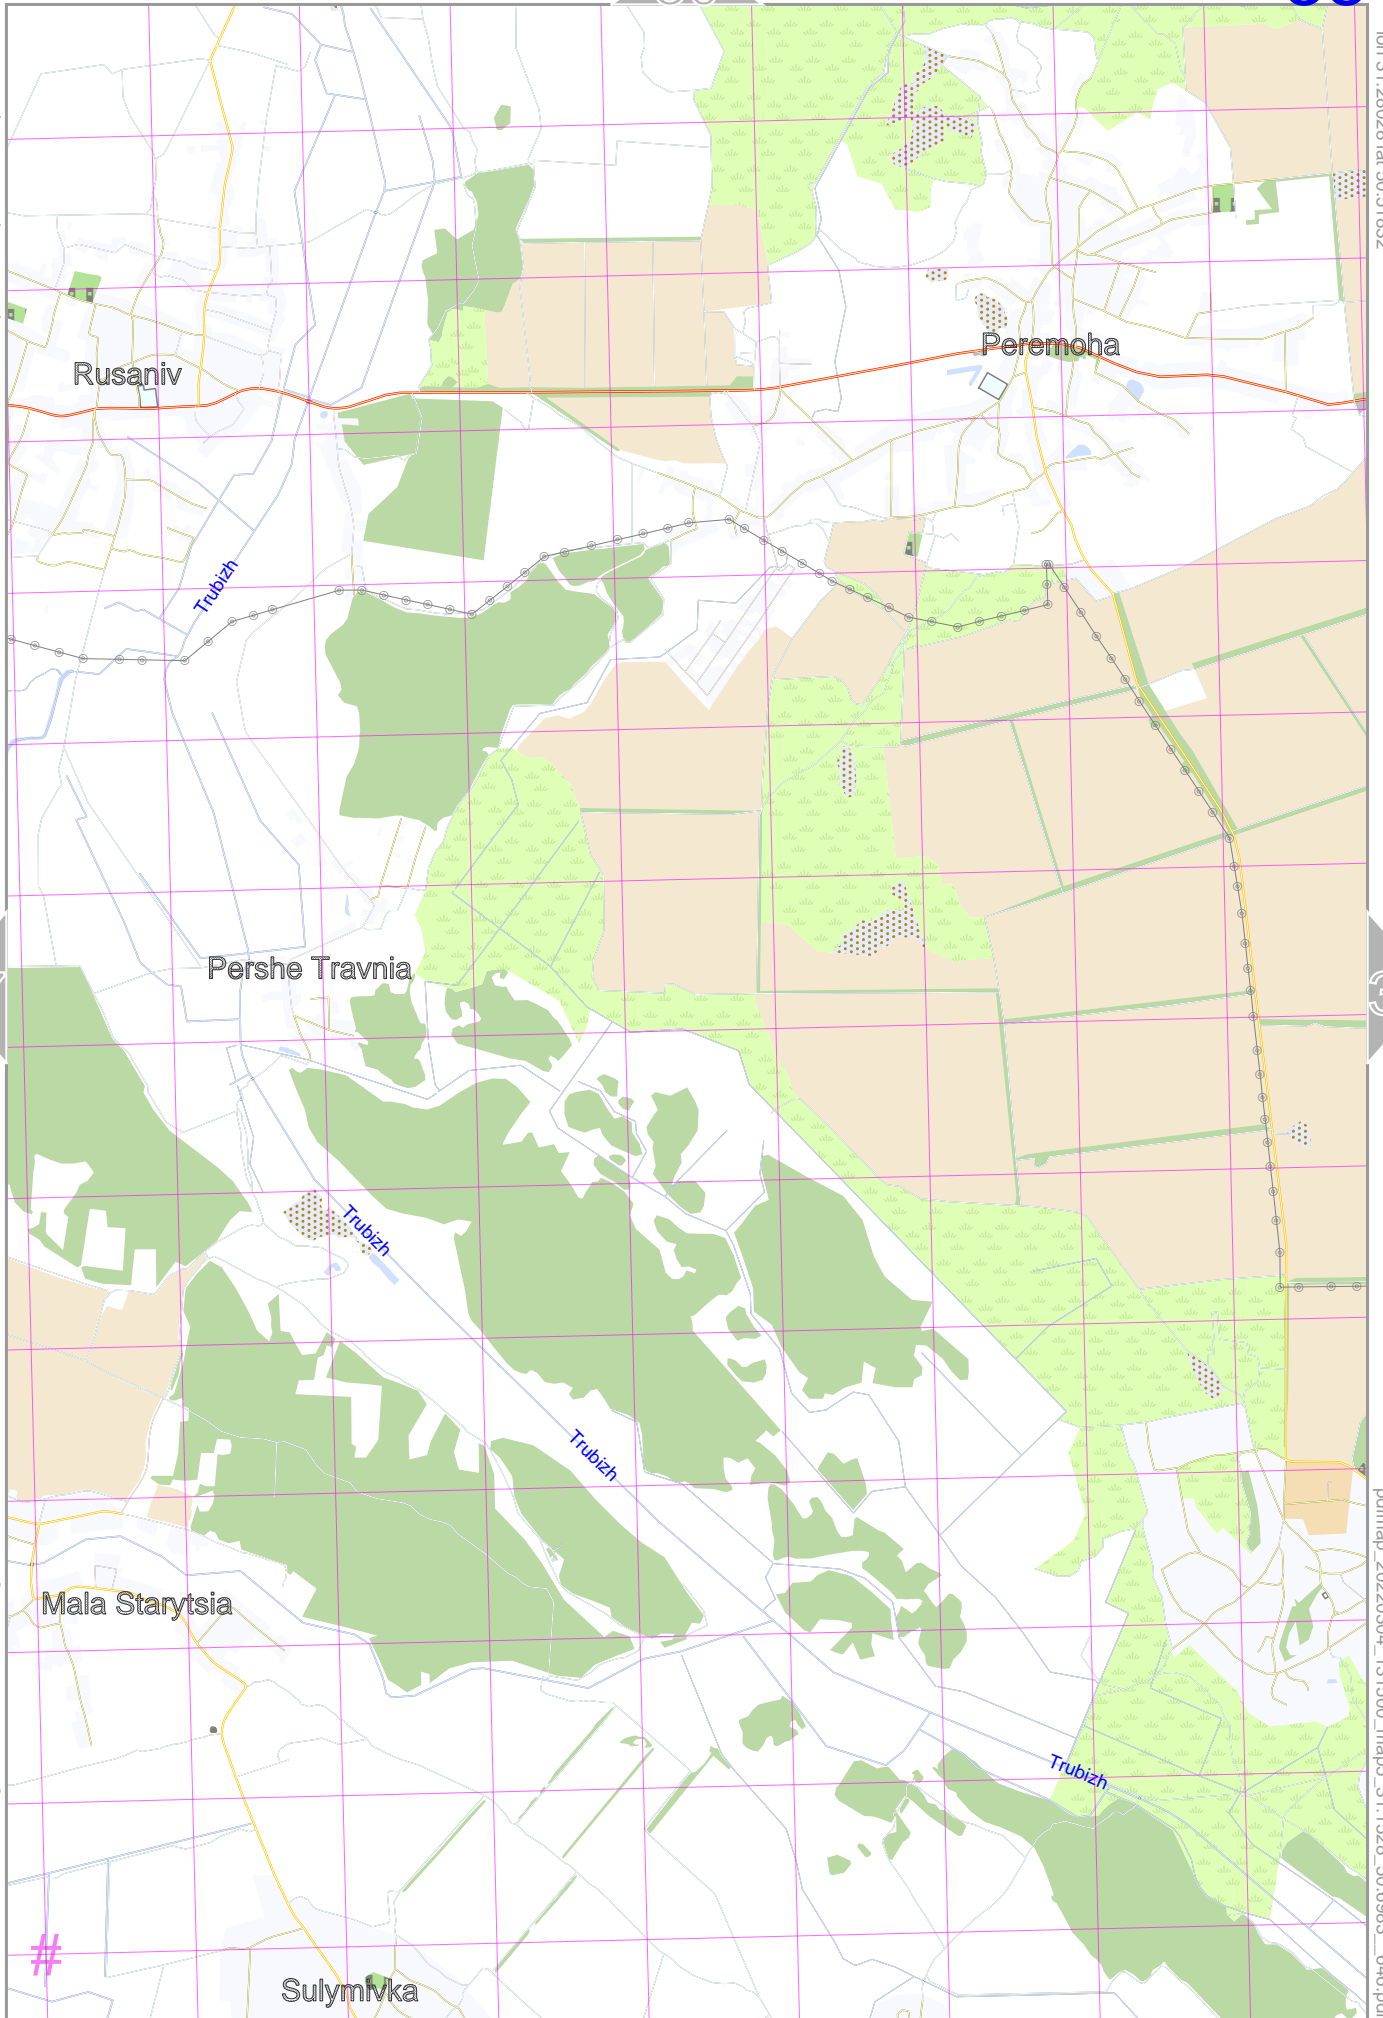 Peremoha
Rusaniv
Trubizh
Pershe Travnia
Trubizh
Trubizh
Mala Starytsia
Trubizh
#
Sulymivka